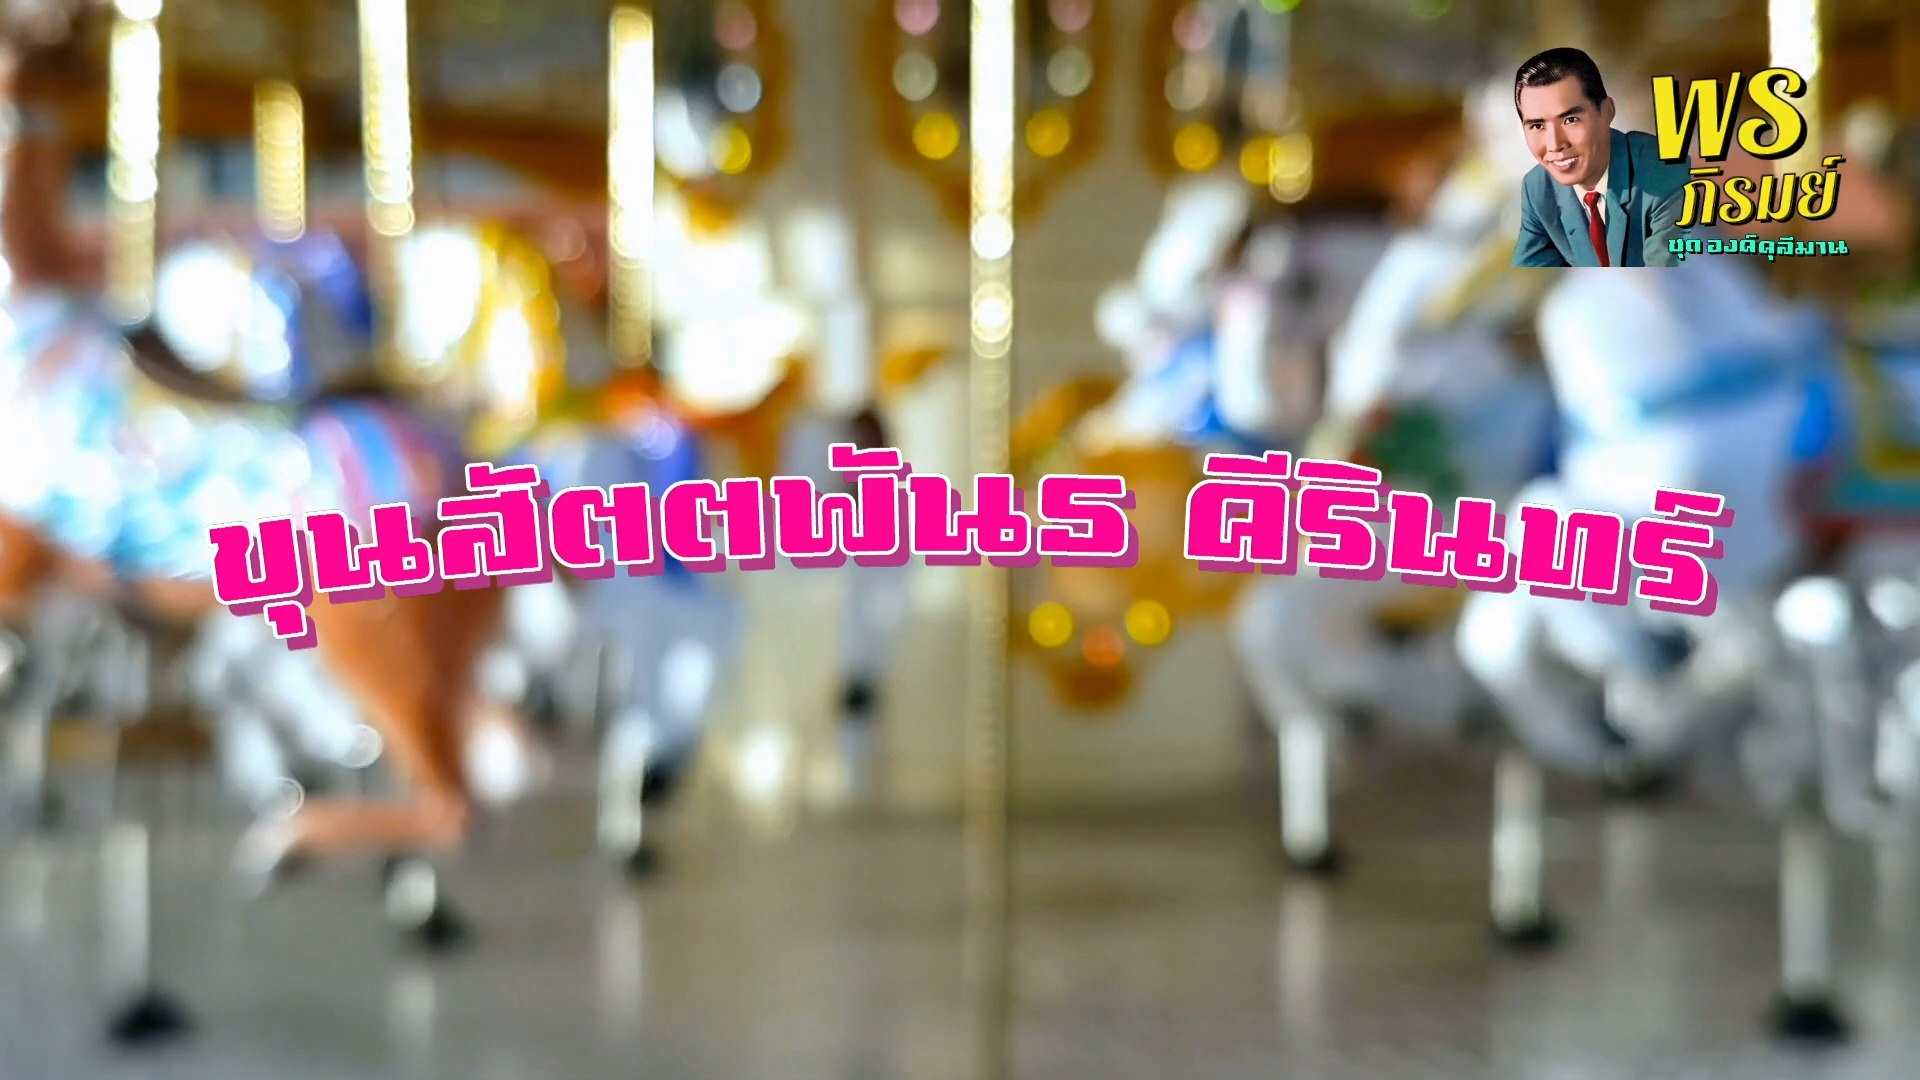 พร
ภิรมย์
ชุด องค์คุลีมาน
ขุนสัตตพันธ คีรินทร์